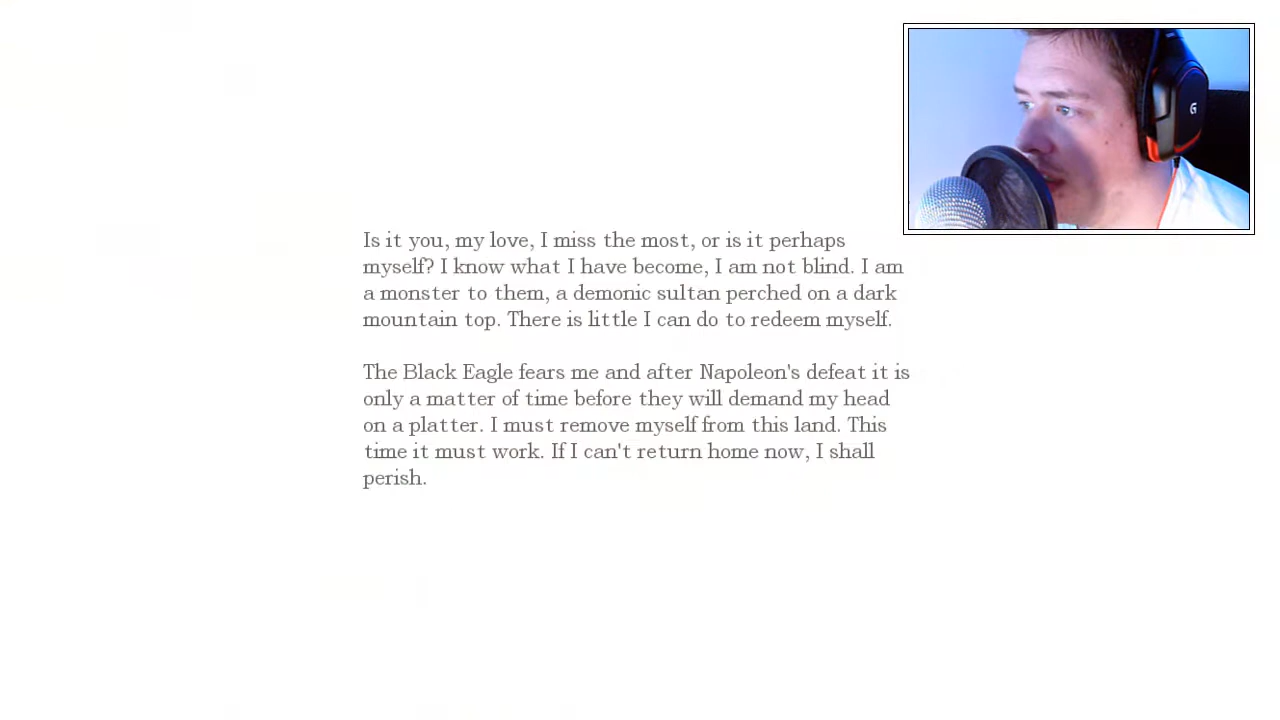 Is it you, my love, I miss the most, or is it perhaps
myself? I know what I have become, I am not blind. I am
a monster to them, a demonic sultan perched on a dark
mountain top. There is little I can do to redeem myself.
The Black Eagle fears me and after Napoleon's defeat it is
only a matter of time before they will demand my head
on a platter. I must remove myself from this land. This
time it must work. If I can't return home now, I shall
perish.
G